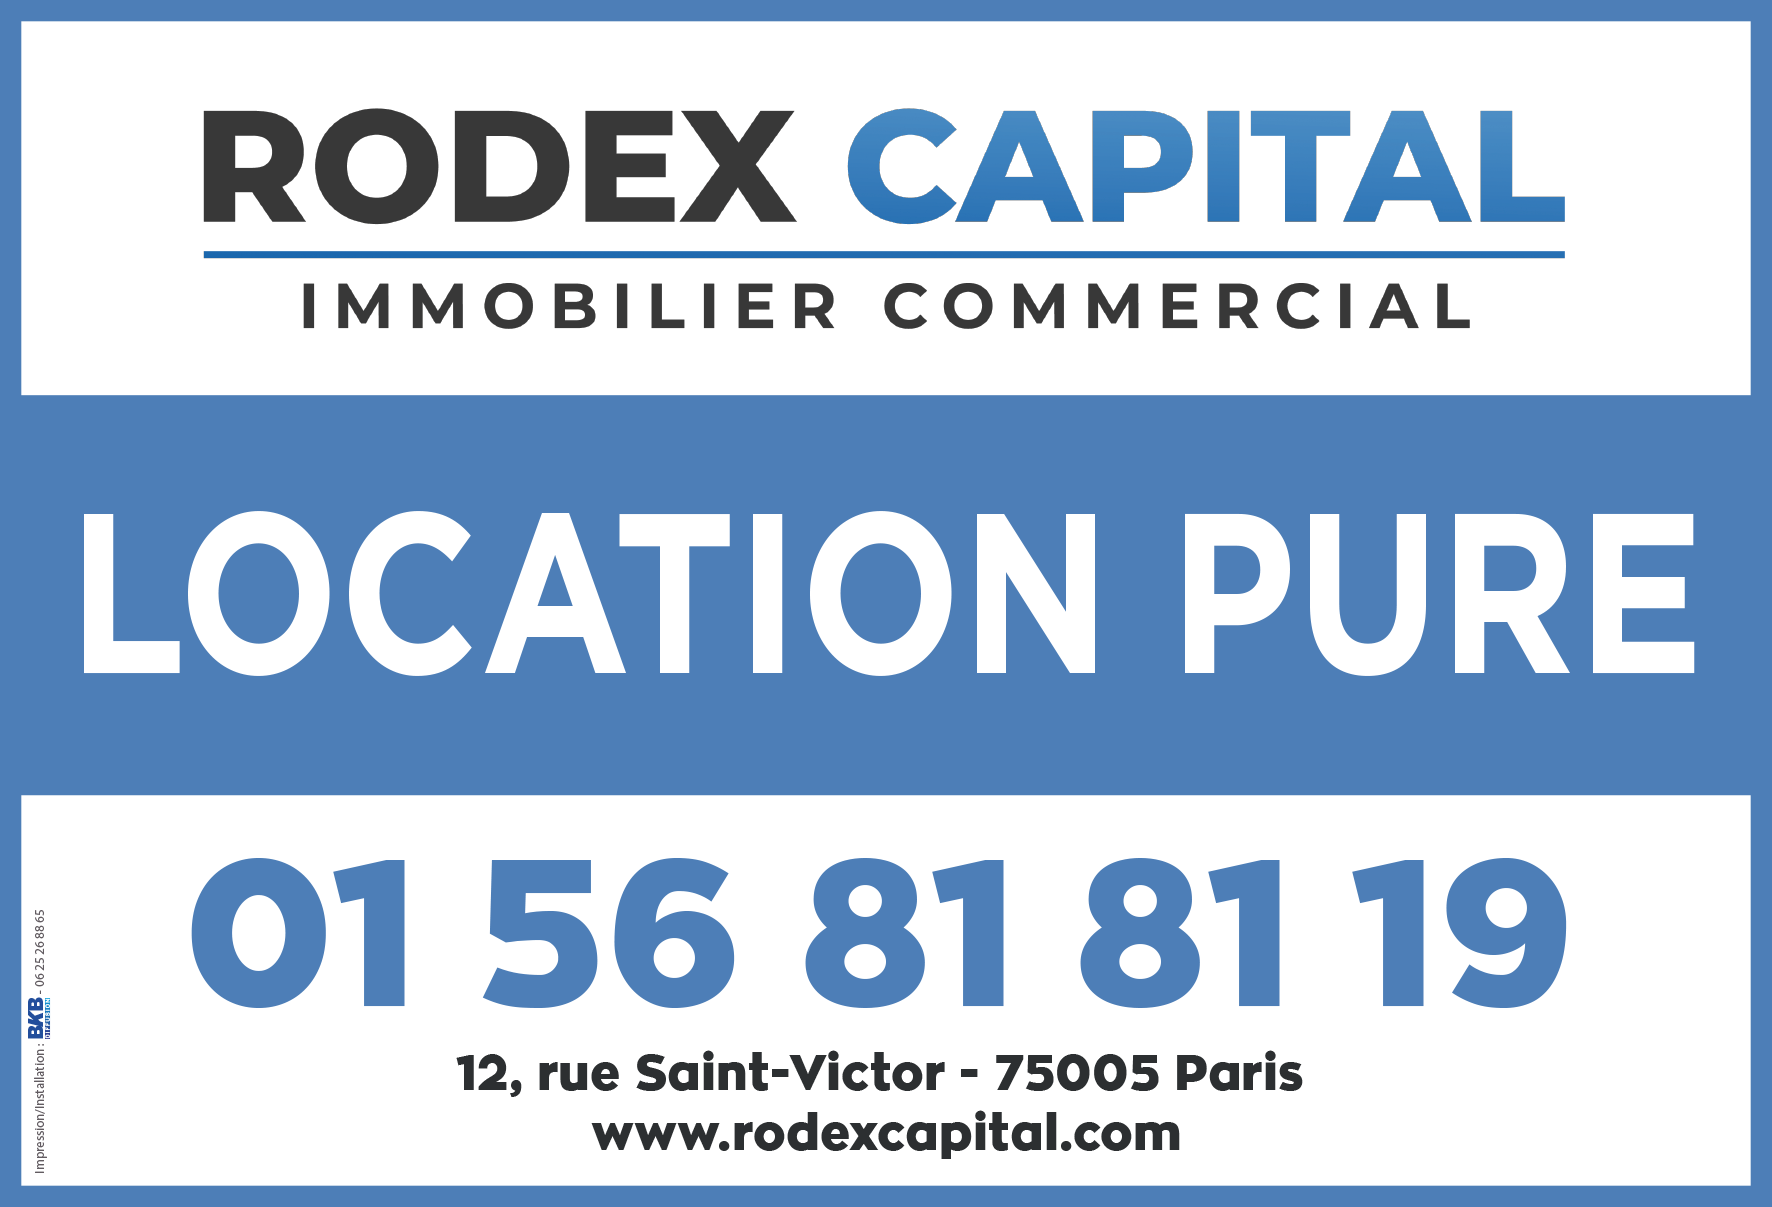 RODEX CAPITAL
IMMOBILIER COMMERCIAL
LOCATION PURE
01 56 81 81 19
12, rue Saint-Victor - 75005 Paris
www.rodexcapital.com
Impression/Installation : BKB - 06 25 26 88 65